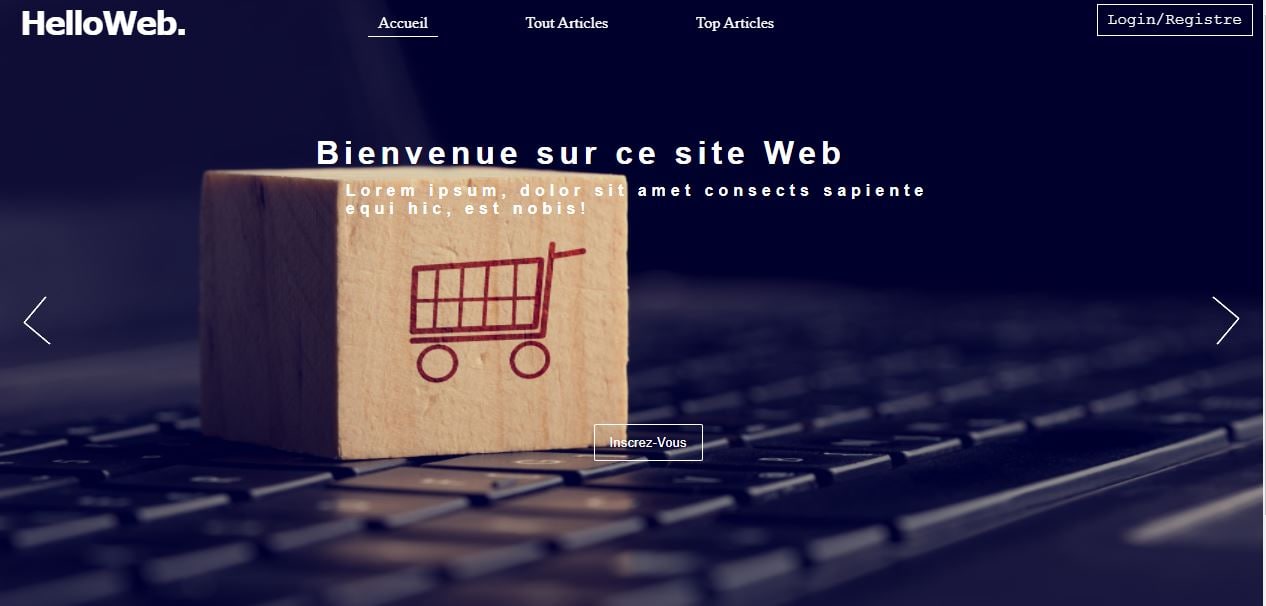 HelloWeb.
Accueil
Tout Articles
Top Articles
Login/Registre
Bienvenue sur ce site Web
Lorem ipsum, dolor sit amet consects sapiente
equi hic, est nobis!
Inscrez-Vous